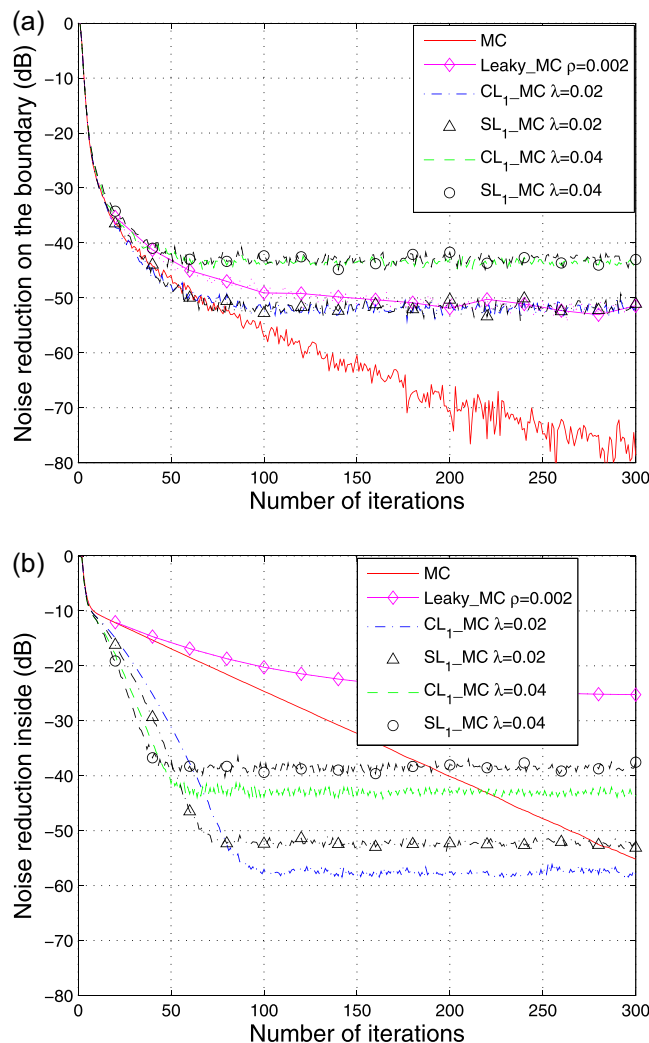 (a)
Noise reduction on the boundary (dB)
0
−10
−20
−30
−40
−50
−60
−70
−80
0
50
100
150
200
250
300
Number of iterations
MC
Leaky_MC ρ=0.002
CL₁_MC λ=0.02
SL₁_MC λ=0.02
CL₁_MC λ=0.04
SL₁_MC λ=0.04
(b)
Noise reduction inside (dB)
0
−10
−20
−30
−40
−50
−60
−70
−80
0
50
100
150
200
250
300
Number of iterations
MC
Leaky_MC ρ=0.002
CL₁_MC λ=0.02
SL₁_MC λ=0.02
CL₁_MC λ=0.04
SL₁_MC λ=0.04